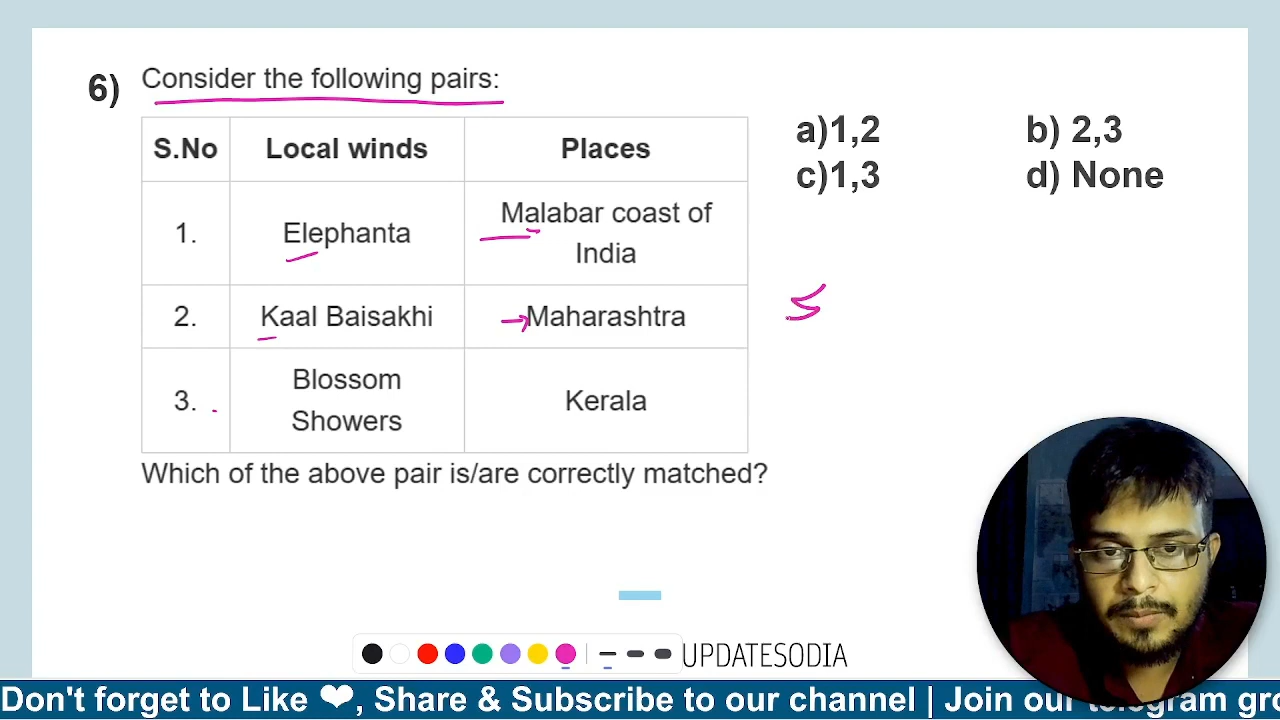 6)
Consider the following pairs:
S.No Local winds Places
1. Elephanta Malabar coast of
India
2. Kaal Baisakhi Maharashtra
3. Blossom
Showers Kerala
Which of the above pair is/are correctly matched?
a)1,2 b) 2,3
c)1,3 d) None
UPDATESODIA
Don't forget to Like ❤, Share & Subscribe to our channel | Join our telegram gro